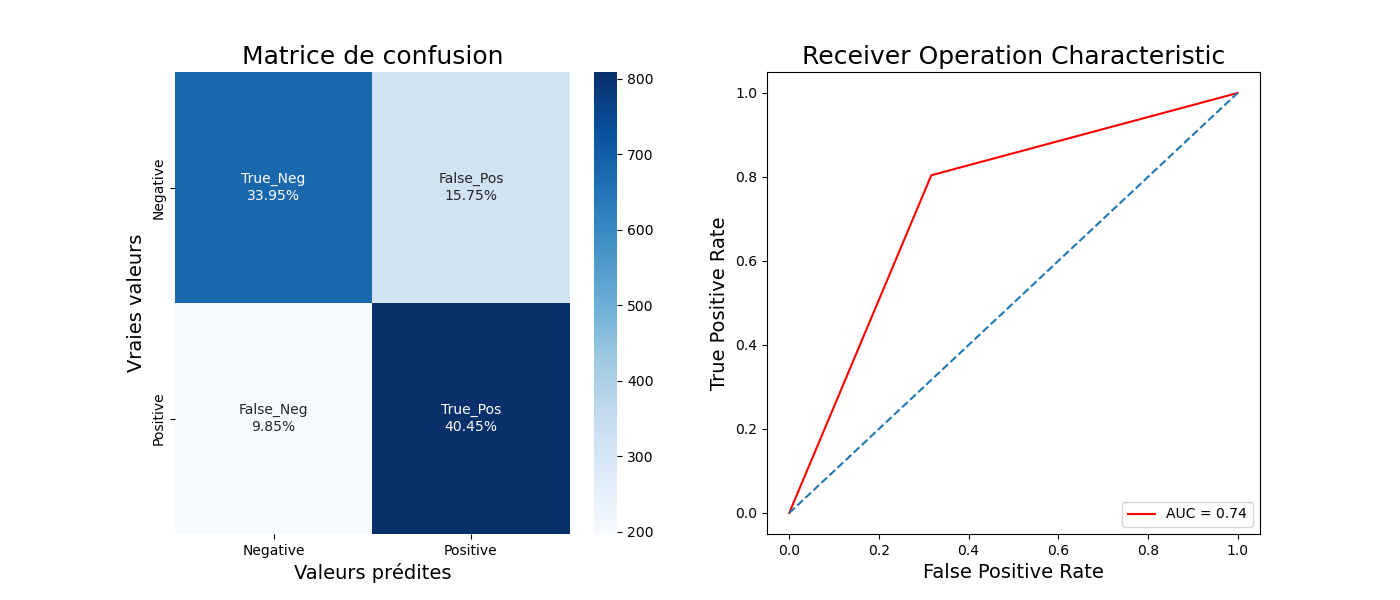 Matrice de confusion
True_Neg
33.95%
False_Pos
15.75%
False_Neg
9.85%
True_Pos
40.45%
Negative
Positive
Vraies valeurs
Negative
Positive
Valeurs prédites
800
700
600
500
400
300
200
Receiver Operation Characteristic
1.0
0.8
0.6
0.4
0.2
0.0
True Positive Rate
AUC = 0.74
0.0
0.2
0.4
0.6
0.8
1.0
False Positive Rate